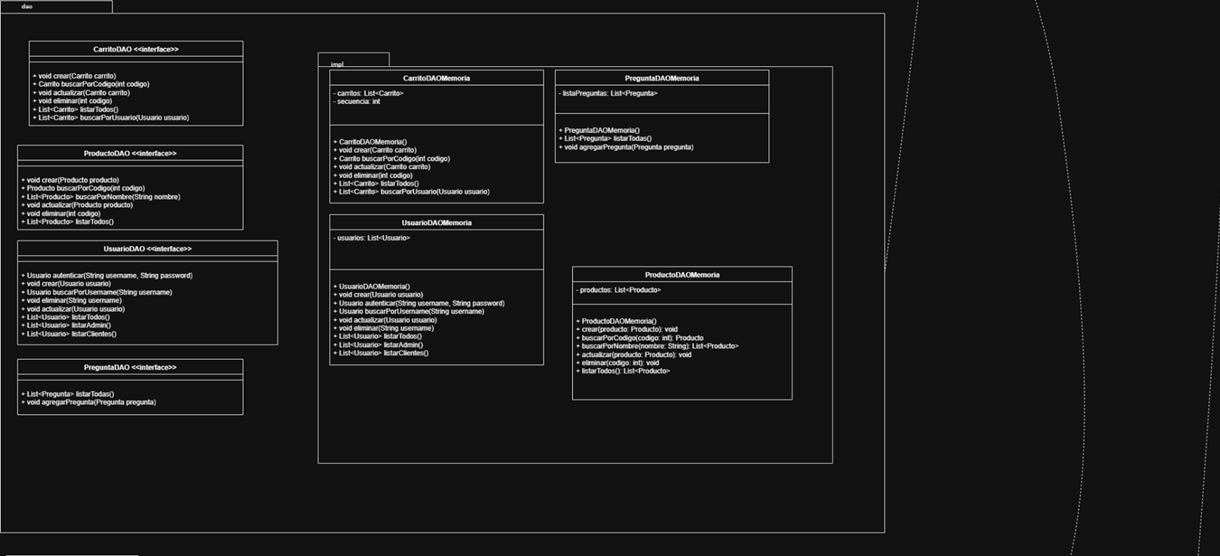 dao
CarritoDAO <<interface>>
+ void crear(Carrito carrito)
+ Carrito buscarPorCodigo(int codigo)
+ void actualizar(Carrito carrito)
+ void eliminar(int codigo)
+ List<Carrito> listarTodos()
+ List<Carrito> buscarPorUsuario(Usuario usuario)
ProductoDAO <<interface>>
+ void crear(Producto producto)
+ Producto buscarPorCodigo(int codigo)
+ List<Producto> buscarPorNombre(String nombre)
+ void actualizar(Producto producto)
+ void eliminar(int codigo)
+ List<Producto> listarTodos()
UsuarioDAO <<interface>>
+ Usuario autenticar(String username, String password)
+ void crear(Usuario usuario)
+ Usuario buscarPorUsername(String username)
+ void eliminar(String username)
+ void actualizar(Usuario usuario)
+ List<Usuario> listarTodos()
+ List<Usuario> listarAdmin()
+ List<Usuario> listarClientes()
PreguntaDAO <<interface>>
+ List<Pregunta> listarTodas()
+ void agregarPregunta(Pregunta pregunta)
impl
CarritoDAOMemoria
- carritos: List<Carrito>
- secuencia: int
+ CarritoDAOMemoria()
+ void crear(Carrito carrito)
+ Carrito buscarPorCodigo(int codigo)
+ void actualizar(Carrito carrito)
+ void eliminar(int codigo)
+ List<Carrito> listarTodos()
+ List<Carrito> buscarPorUsuario(Usuario usuario)
UsuarioDAOMemoria
- usuarios: List<Usuario>
+ UsuarioDAOMemoria()
+ void crear(Usuario usuario)
+ Usuario autenticar(String username, String password)
+ Usuario buscarPorUsername(String username)
+ void actualizar(Usuario usuario)
+ void eliminar(String username)
+ List<Usuario> listarTodos()
+ List<Usuario> listarAdmin()
+ List<Usuario> listarClientes()
PreguntaDAOMemoria
- listaPreguntas: List<Pregunta>
+ PreguntaDAOMemoria()
+ List<Pregunta> listarTodas()
+ void agregarPregunta(Pregunta pregunta)
ProductoDAOMemoria
- productos: List<Producto>
+ ProductoDAOMemoria()
+ crear(producto: Producto): void
+ buscarPorCodigo(codigo: int): Producto
+ buscarPorNombre(nombre: String): List<Producto>
+ actualizar(producto: Producto): void
+ eliminar(codigo: int): void
+ listarTodos(): List<Producto>